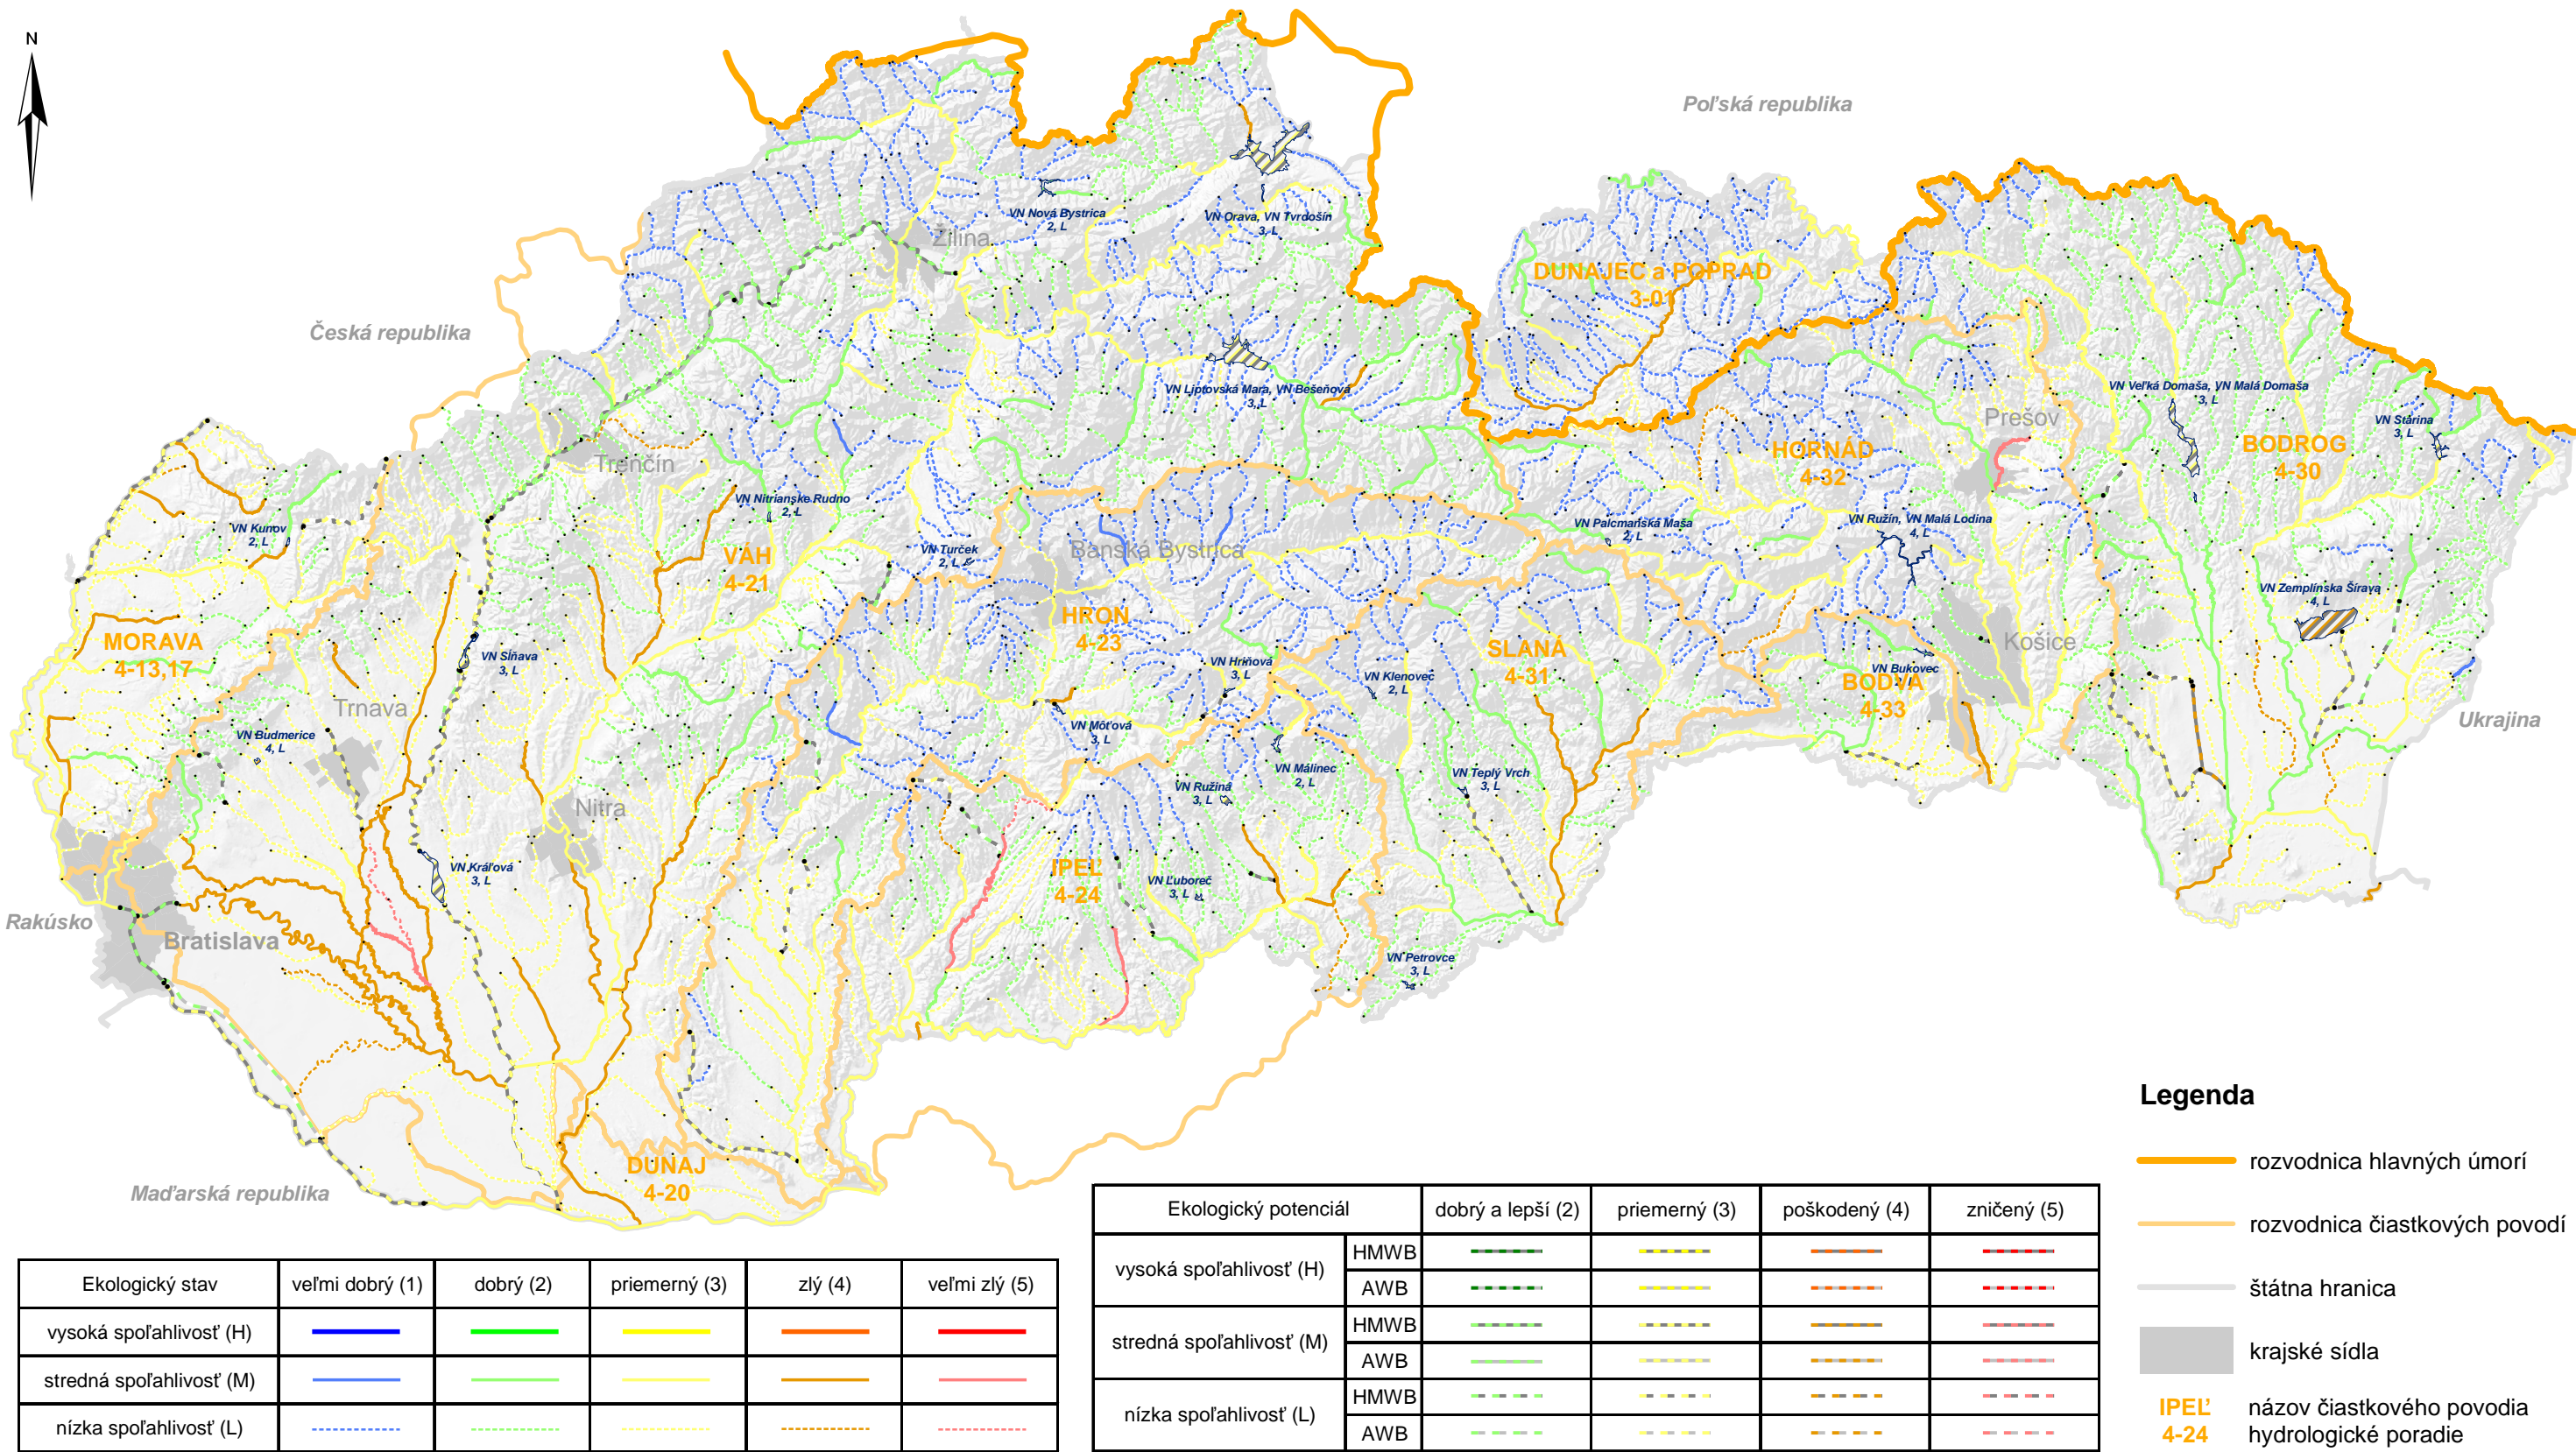 N
Poľská republika
VN Nová Bystrica
2, L
VN Orava, VN Tvrdošín
3, L
Žilina
DUNAJEC a POPRAD
3-01
Česká republika
VN Liptovská Mara, VN Bešeňová
3, L
VN Veľká Domaša, VN Malá Domaša
3, L
Prešov
VN Starina
3, L
BODROG
4-30
HORNÁD
4-32
Trenčín
VN Nitrianske Rudno
2, L
VN Kunov
2, L
VN Palcmanská Maša
2, L
VN Ružín, VN Malá Lodina
4, L
VN Turček
2, L
Banská Bystrica
VÁH
4-21
VN Zemplínska Šírava
4, L
HRON
4-23
MORAVA
4-13,17
VN Sĺňava
3, L
VN Hriňová
3, L
VN Klenovec
2, L
SLANÁ
4-31
Košice
VN Bukovec
BODVA
4-33
Trnava
VN Budmerice
4, L
VN Môťová
3, L
Ukrajina
VN Málinec
2, L
VN Teplý Vrch
3, L
VN Ružiná
3, L
Nitra
VN Kráľová
3, L
IPEĽ
4-24
VN Ľuboreč
3, L
Rakúsko
Bratislava
VN Petrovce
3, L
DUNAJ
4-20
Maďarská republika
Legenda
rozvodnica hlavných úmorí
rozvodnica čiastkových povodí
štátna hranica
krajské sídla
IPEĽ názov čiastkového povodia
4-24 hydrologické poradie
Ekologický potenciál dobrý a lepší (2) priemerný (3) poškodený (4) zničený (5)
vysoká spoľahlivosť (H) HMWB
AWB
stredná spoľahlivosť (M) HMWB
AWB
nízka spoľahlivosť (L) HMWB
AWB
Ekologický stav veľmi dobrý (1) dobrý (2) priemerný (3) zlý (4) veľmi zlý (5)
vysoká spoľahlivosť (H)
stredná spoľahlivosť (M)
nízka spoľahlivosť (L)